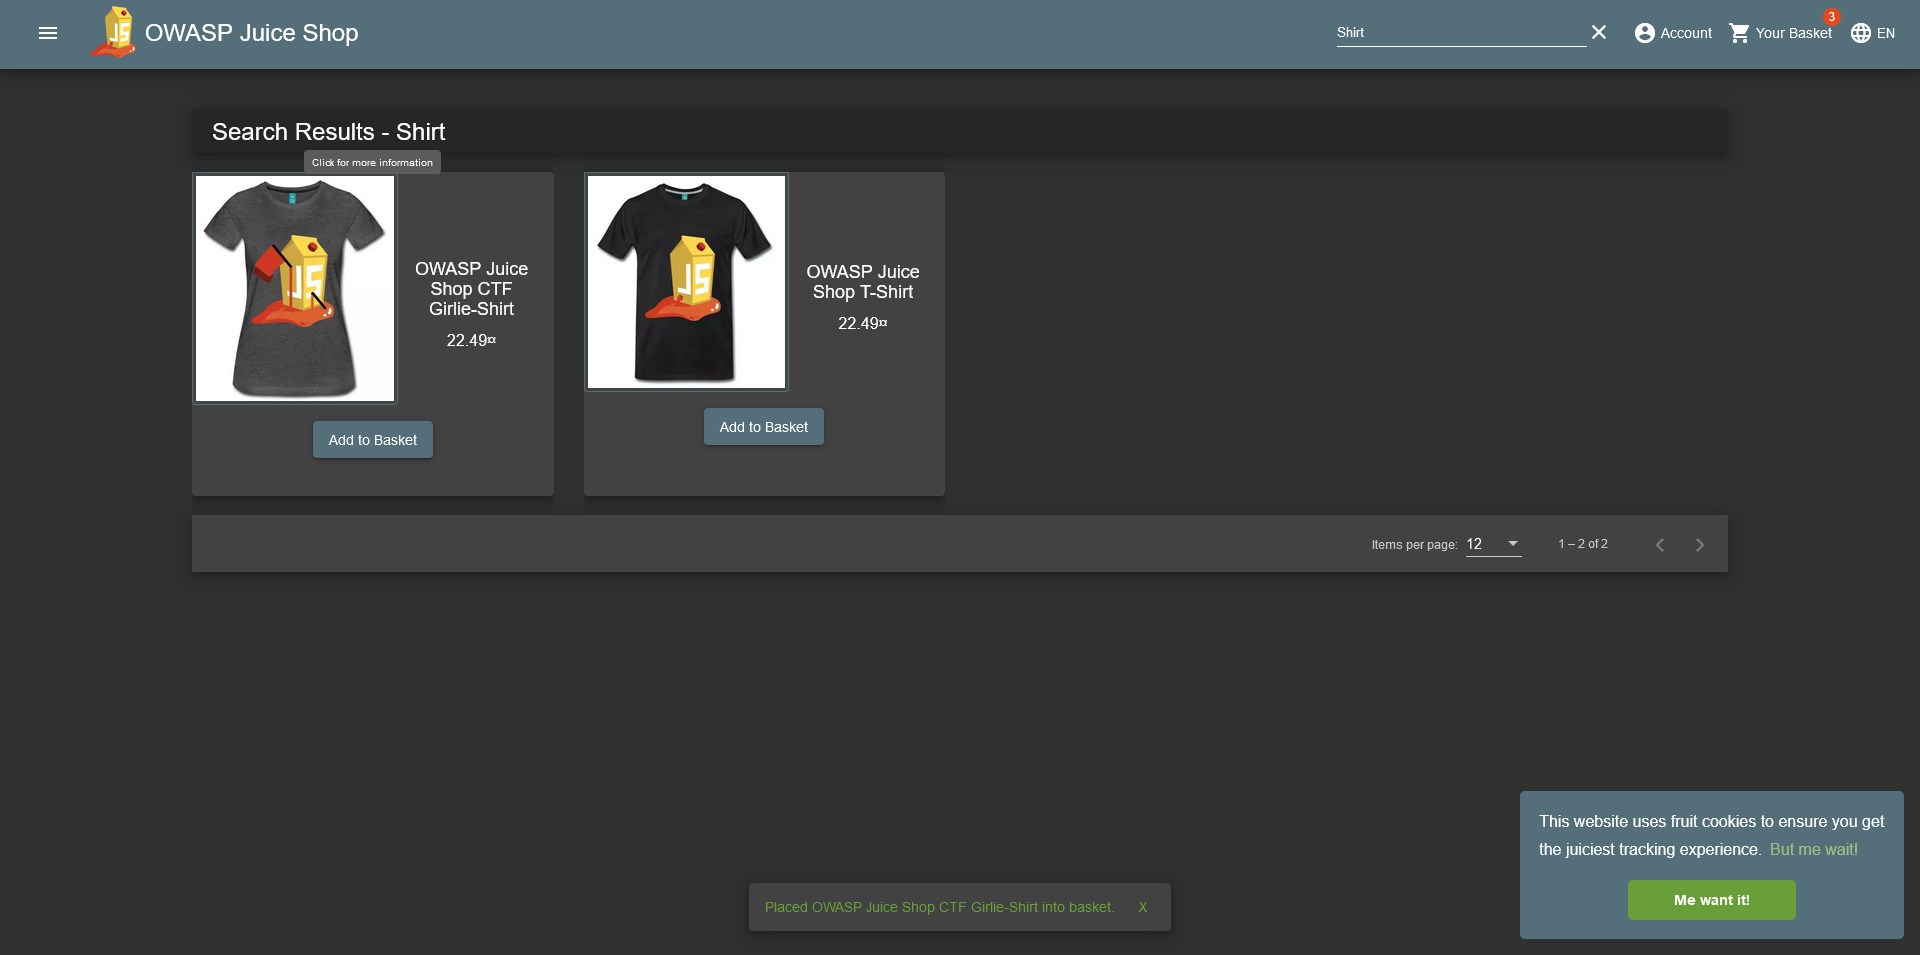 OWASP Juice Shop
Shirt
Account
3
Your Basket
EN
Search Results - Shirt
Click for more information
JS
OWASP Juice
Shop CTF
Girlie-Shirt
22.49¤
Add to Basket
JS
OWASP Juice
Shop T-Shirt
22.49¤
Add to Basket
Items per page: 12
1 – 2 of 2
This website uses fruit cookies to ensure you get
the juiciest tracking experience. But me wait!
Me want it!
Placed OWASP Juice Shop CTF Girlie-Shirt into basket. X